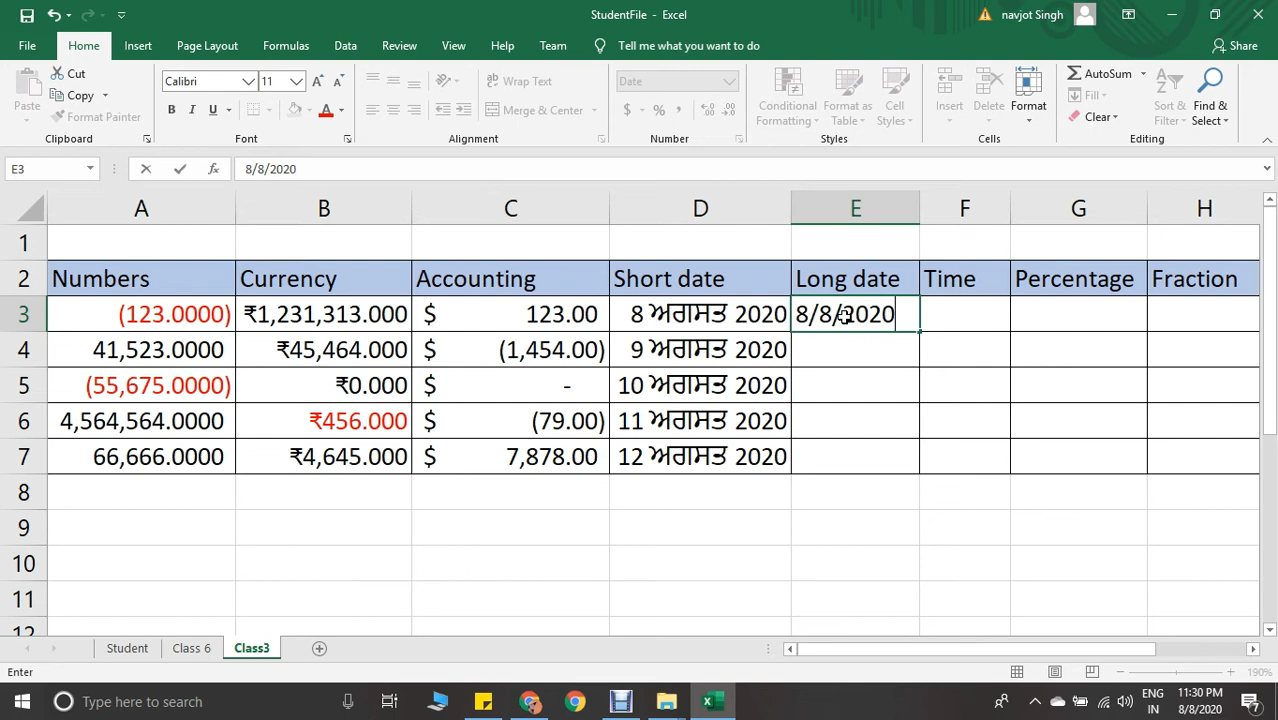 StudentFile - Excel
navjot Singh
File Home Insert Page Layout Formulas Data Review View Help Team Tell me what you want to do Share
Paste Cut Copy Format Painter Clipboard
Calibri 11 A A B I U A Font
ab Wrap Text Merge & Center Alignment
Date $ % , Number
Conditional Formatting Format as Table Cell Styles Styles
Insert Delete Format Cells
AutoSum Fill Clear Sort & Filter Find & Select Editing
E3 fx 8/8/2020
A B C D E F G H
1
2 Numbers Currency Accounting Short date Long date Time Percentage Fraction
3 (123.0000) ₹1,231,313.000 $ 123.00 8 ਅਗਸਤ 2020 8/8/2020
4 41,523.0000 ₹45,464.000 $ (1,454.00) 9 ਅਗਸਤ 2020
5 (55,675.0000) ₹0.000 $ - 10 ਅਗਸਤ 2020
6 4,564,564.0000 ₹456.000 $ (79.00) 11 ਅਗਸਤ 2020
7 66,666.0000 ₹4,645.000 $ 7,878.00 12 ਅਗਸਤ 2020
8
9
10
11
12
Student Class 6 Class3
Enter 190%
Type here to search ENG IN 11:30 PM 8/8/2020 7